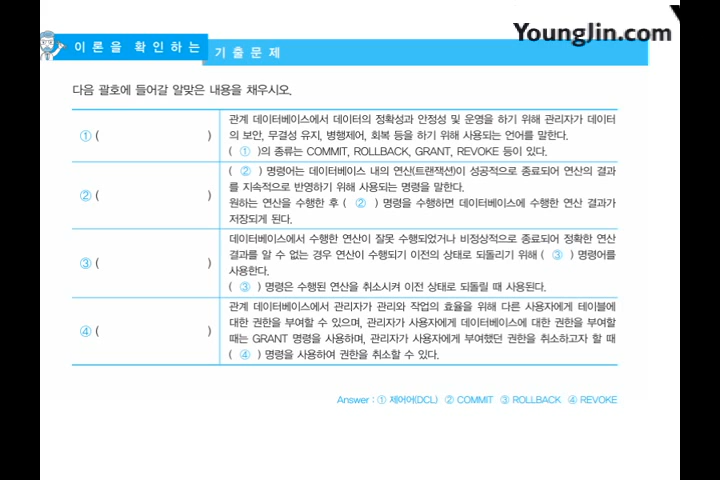 YoungJin.com
이론을 확인하는 기출문제
다음 괄호에 들어갈 알맞은 내용을 채우시오.
① ( )
관계 데이터베이스에서 데이터의 정확성과 안정성 및 운영을 하기 위해 관리자가 데이터
의 보안, 무결성 유지, 병행제어, 회복 등을 하기 위해 사용되는 언어를 말한다.
( ① )의 종류는 COMMIT, ROLLBACK, GRANT, REVOKE 등이 있다.
② ( )
( ② ) 명령어는 데이터베이스 내의 연산(트랜잭션)이 성공적으로 종료되어 연산의 결과
를 지속적으로 반영하기 위해 사용되는 명령을 말한다.
원하는 연산을 수행한 후 ( ② ) 명령을 수행하면 데이터베이스에 수행한 연산 결과가
저장되게 된다.
③ ( )
데이터베이스에서 수행한 연산이 잘못 수행되었거나 비정상적으로 종료되어 정확한 연산
결과를 알 수 없는 경우 연산이 수행되기 이전의 상태로 되돌리기 위해 ( ③ ) 명령어를
사용한다.
( ③ ) 명령은 수행된 연산을 취소시켜 이전 상태로 되돌릴 때 사용된다.
④ ( )
관계 데이터베이스에서 관리자가 관리와 작업의 효율을 위해 다른 사용자에게 테이블에
대한 권한을 부여할 수 있으며, 관리자가 사용자에게 데이터베이스에 대한 권한을 부여할
때는 GRANT 명령을 사용하며, 관리자가 사용자에게 부여했던 권한을 취소하고자 할 때
( ④ ) 명령을 사용하여 권한을 취소할 수 있다.
Answer : ① 제어어(DCL) ② COMMIT ③ ROLLBACK ④ REVOKE